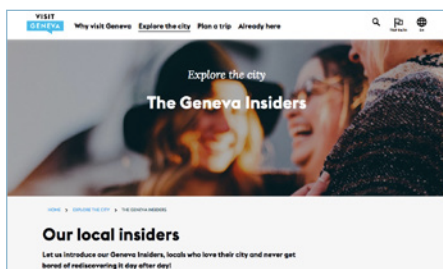 VISIT
GENEVA
Why visit Geneva Explore the city Plan a trip Already here
EN
Explore the city
The Geneva Insiders
HOME > EXPLORE THE CITY > THE GENEVA INSIDERS
Our local insiders
Let us introduce our Geneva Insiders, locals who love their city and never get
bored of rediscovering it day after day!